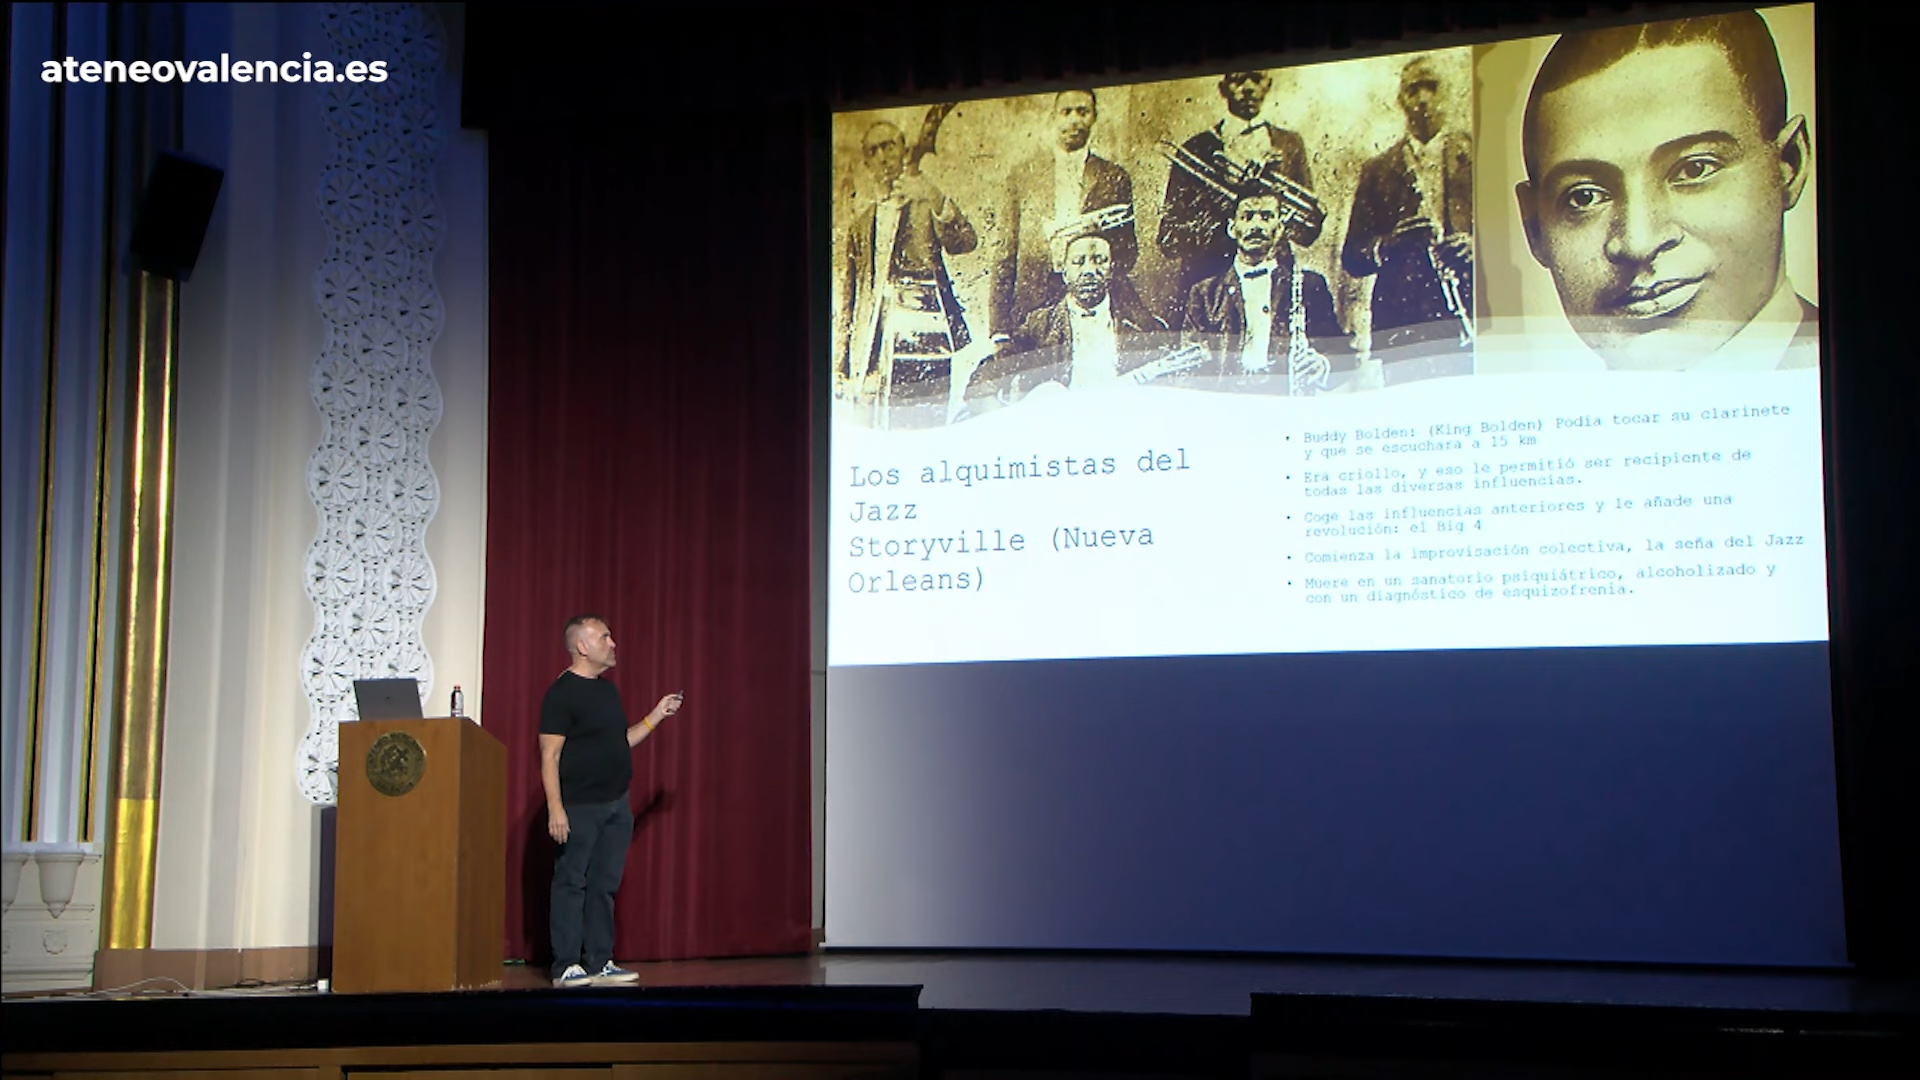 ateneovalencia.es
Los alquimistas del
Jazz
Storyville (Nueva
Orleans)
• Buddy Bolden: (King Bolden) Podía tocar su clarinete
y que se escuchara a 15 km
• Era criollo, y eso le permitió ser recipiente de
todas las diversas influencias.
• Coge las influencias anteriores y le añade una
revolución: el Big 4
• Comienza la improvisación colectiva, la seña del Jazz
• Muere en un sanatorio psiquiátrico, alcoholizado y
con un diagnóstico de esquizofrenia.